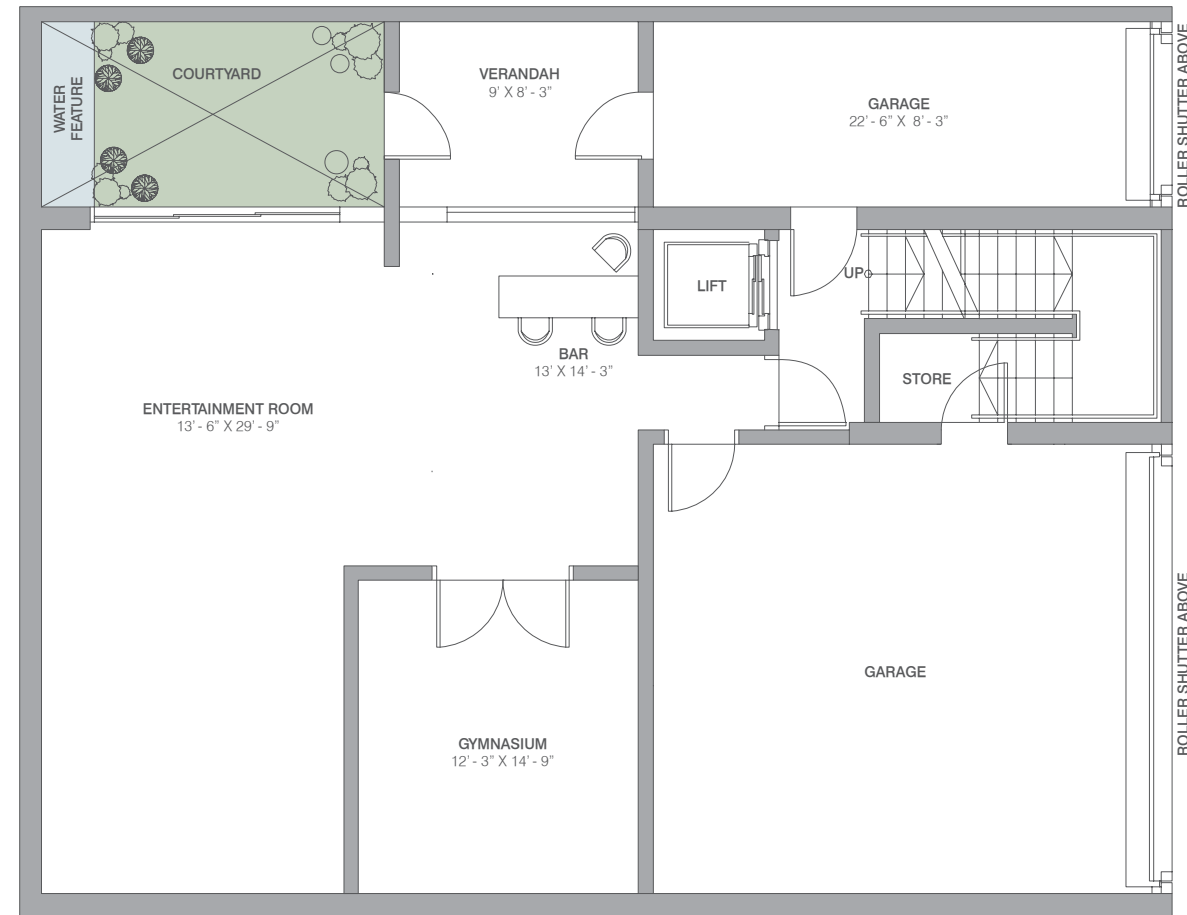 WATER
FEATURE
COURTYARD
VERANDAH
9' X 8' - 3”
GARAGE
22' - 6” X 8' - 3”
ROLLER SHUTTER ABOVE
LIFT
UP
BAR
13' X 14' - 3”
STORE
ENTERTAINMENT ROOM
13' - 6” X 29' - 9”
GARAGE
ROLLER SHUTTER ABOVE
GYMNASIUM
12' - 3” X 14' - 9”